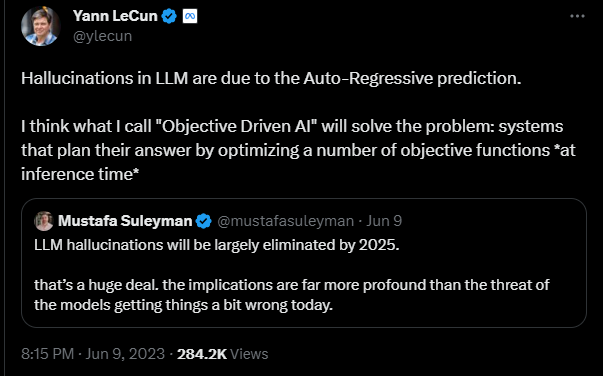 Yann LeCun
@ylecun
Hallucinations in LLM are due to the Auto-Regressive prediction.
I think what I call "Objective Driven AI" will solve the problem: systems
that plan their answer by optimizing a number of objective functions *at
inference time*
Mustafa Suleyman @mustafasuleyman · Jun 9
LLM hallucinations will be largely eliminated by 2025.
that’s a huge deal. the implications are far more profound than the threat of
the models getting things a bit wrong today.
8:15 PM · Jun 9, 2023 · 284.2K Views